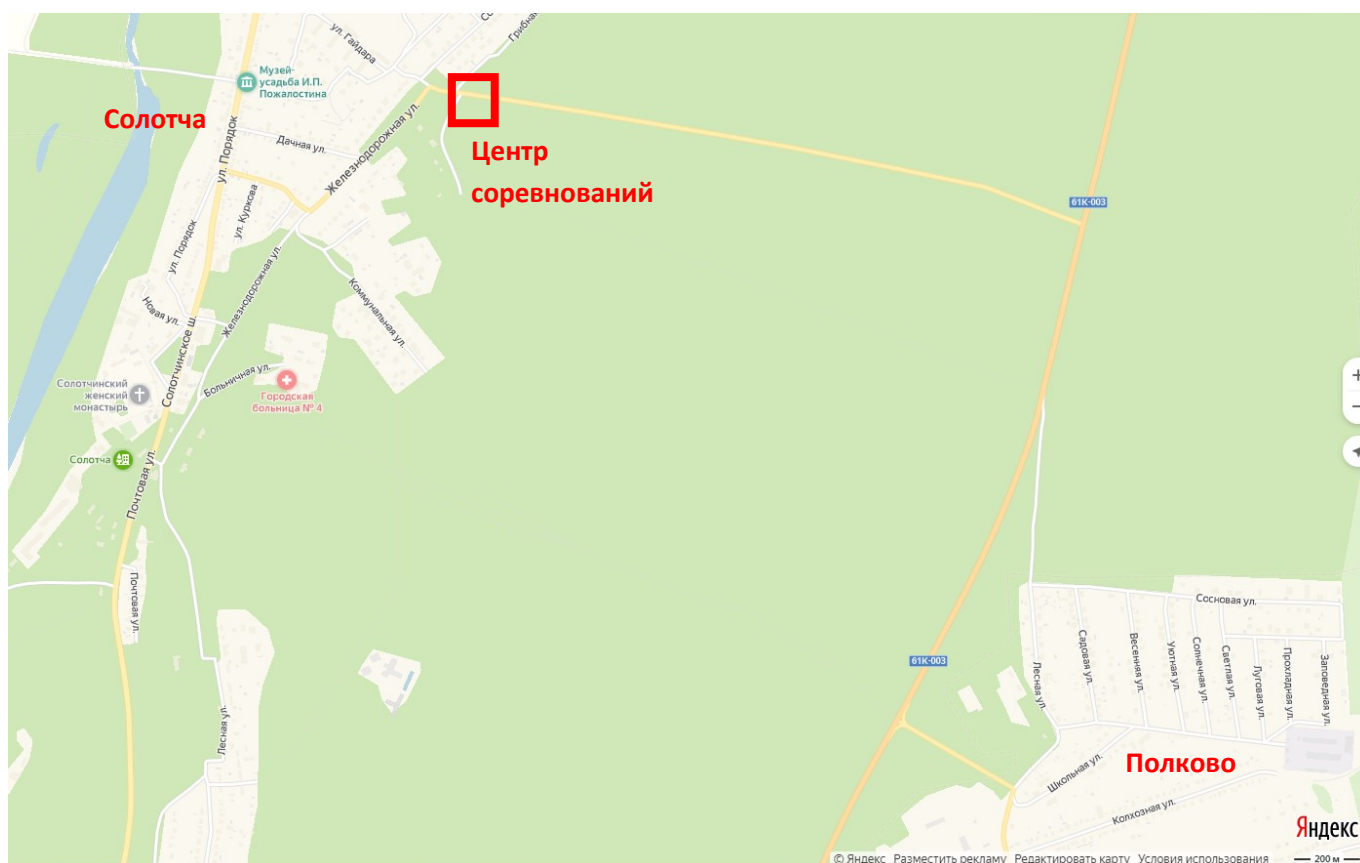 ул. Гайдара
Грибная
Музей-
усадьба И.П.
Пожалостина
Солотча
ул. Порядок
Дачная ул.
Железнодорожная ул.
Центр
соревнований
61К-003
ул. Куркова
ул. Порядок
Железнодорожная ул.
Коммунальная ул.
Новая ул.
Солотчинское ш.
Больничная ул.
Солотчинский
женский
монастырь
Городская
больница № 4
Солотча
Почтовая ул.
Почтовая ул.
Лесная ул.
61К-003
Сосновая ул.
Лесная ул.
Садовая ул.
Весенняя ул.
Уютная ул.
Солнечная ул.
Светлая ул.
Луговая ул.
Прохладная ул.
Заповедная ул.
Полково
Школьная ул.
Колхозная ул.
Яндекс
© Яндекс Разместить рекламу Редактировать карту Условия использования 200 м